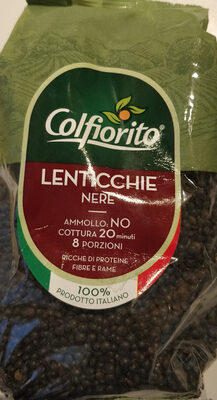 Colfiorito®
LENTICCHIE
NERE
AMMOLLO: NO
COTTURA 20 minuti
8 PORZIONI
RICCHE DI PROTEINE
FIBRE E RAME
100%
PRODOTTO ITALIANO